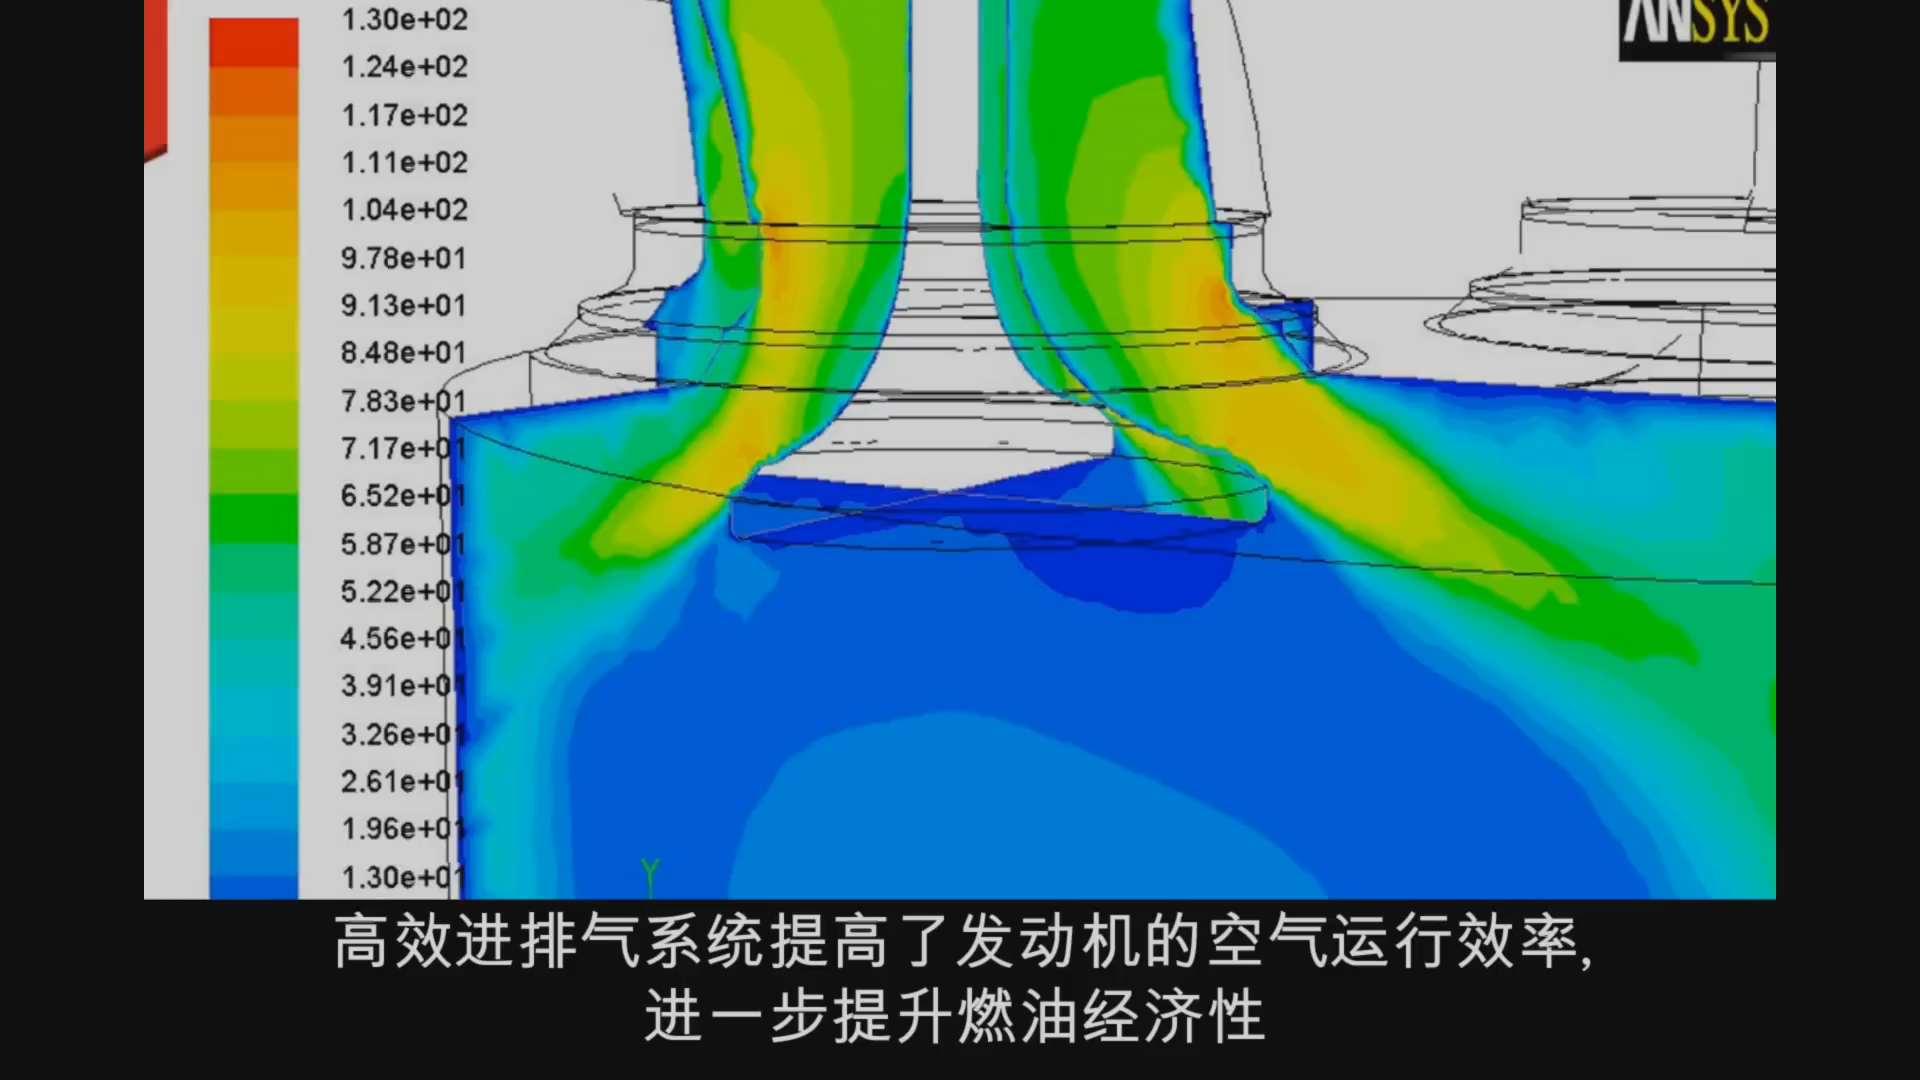 1.30e+02
ANSYS
1.24e+02
1.17e+02
1.11e+02
1.04e+02
9.78e+01
9.13e+01
8.48e+01
7.83e+01
7.17e+01
6.52e+01
5.87e+01
5.22e+01
4.56e+01
3.91e+01
3.26e+01
2.61e+01
1.96e+01
1.30e+01
Y
高效进排气系统提高了发动机的空气运行效率,
进一步提升燃油经济性